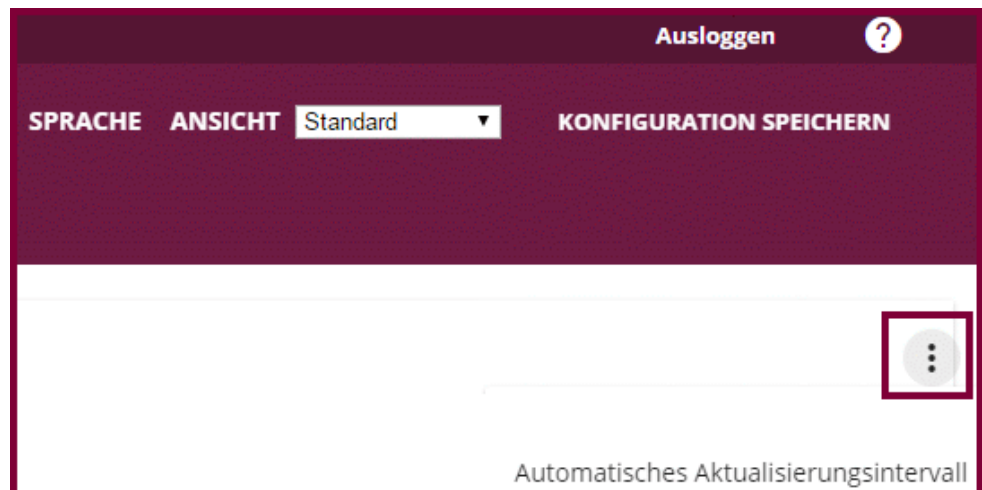 Ausloggen ?
SPRACHE ANSICHT Standard KONFIGURATION SPEICHERN
Automatisches Aktualisierungsintervall